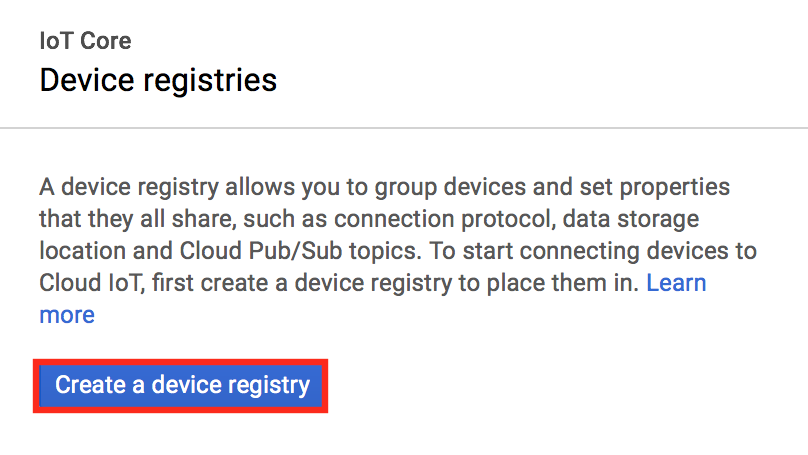 IoT Core
Device registries
A device registry allows you to group devices and set properties
that they all share, such as connection protocol, data storage
location and Cloud Pub/Sub topics. To start connecting devices to
Cloud IoT, first create a device registry to place them in. Learn
more
Create a device registry